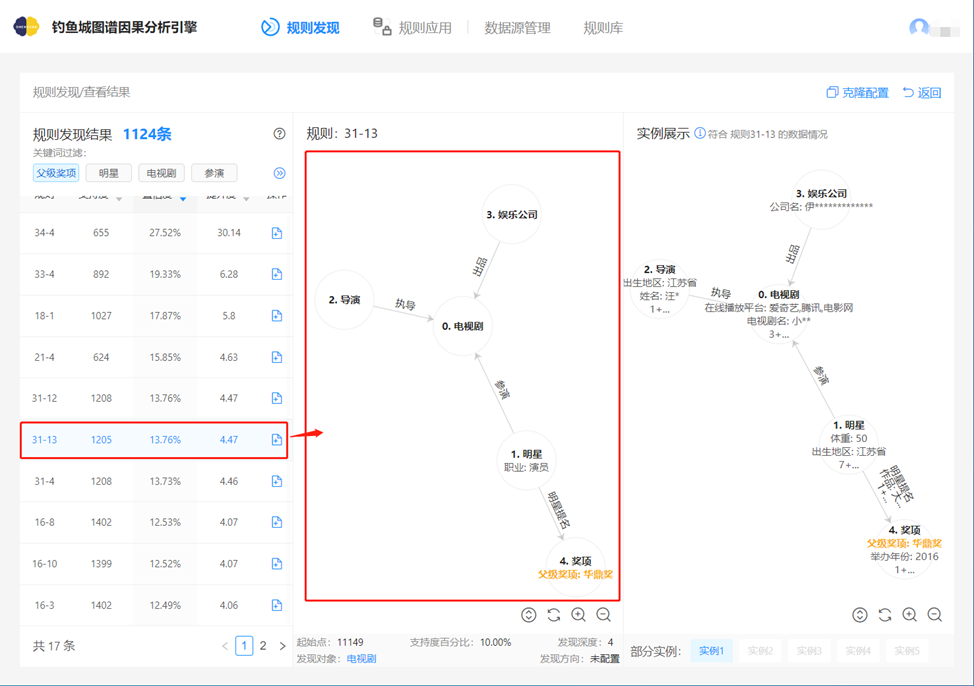 钓鱼城图谱因果分析引擎
规则发现
规则应用
数据源管理
规则库
规则发现/查看结果
克隆配置
返回
规则发现结果 1124条
关键词过滤:
父级奖项 明星 电视剧 参演
规则 支持度 置信度 提升度 操作
34-4 655 27.52% 30.14
33-4 892 19.33% 6.28
18-1 1027 17.87% 5.8
21-4 624 15.85% 4.63
31-12 1208 13.76% 4.47
31-13 1205 13.76% 4.47
31-4 1208 13.73% 4.46
16-8 1402 12.53% 4.07
16-10 1399 12.52% 4.07
16-3 1402 12.49% 4.06
共 17 条
1 2
规则: 31-13
3. 娱乐公司
出品
2. 导演
执导
0. 电视剧
参演
1. 明星
职业: 演员
明星提名
4. 奖项
父级奖项: 华鼎奖
起始点: 11149 支持度百分比: 10.00% 发现深度: 4
发现对象: 电视剧 发现方向: 未配置
实例展示 符合 规则31-13 的数据情况
3. 娱乐公司
公司名: 伊*************
出品
2. 导演
出生地区: 江苏省
姓名: 汪*
1+...
执导
0. 电视剧
在线播放平台: 爱奇艺,腾讯,电影网
电视剧名: 小**
3+...
参演
1. 明星
体重: 50
出生地区: 江苏省
7+...
明星提名
作品: 大...
1+...
4. 奖项
父级奖项: 华鼎奖
举办年份: 2016
1+...
部分实例: 实例1 实例2 实例3 实例4 实例5